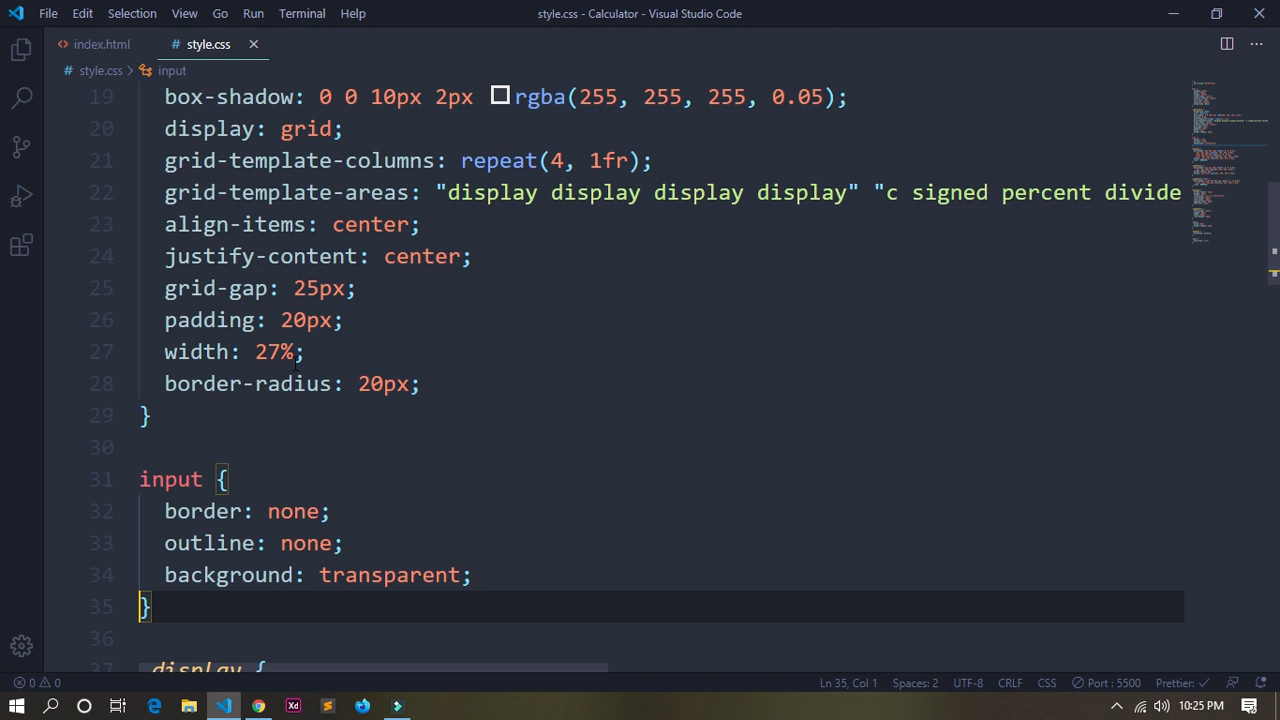 File Edit Selection View Go Run Terminal Help style.css - Calculator - Visual Studio Code
index.html style.css
style.css input
19 box-shadow: 0 0 10px 2px rgba(255, 255, 255, 0.05);
20 display: grid;
21 grid-template-columns: repeat(4, 1fr);
22 grid-template-areas: "display display display display" "c signed percent divide
23 align-items: center;
24 justify-content: center;
25 grid-gap: 25px;
26 padding: 20px;
27 width: 27%;
28 border-radius: 20px;
29 }
30
31 input {
32 border: none;
33 outline: none;
34 background: transparent;
35 }
36
37 display {
0 0 Ln 35, Col 1 Spaces: 2 UTF-8 CRLF CSS Port : 5500 Prettier: ✓
Xd 10:25 PM